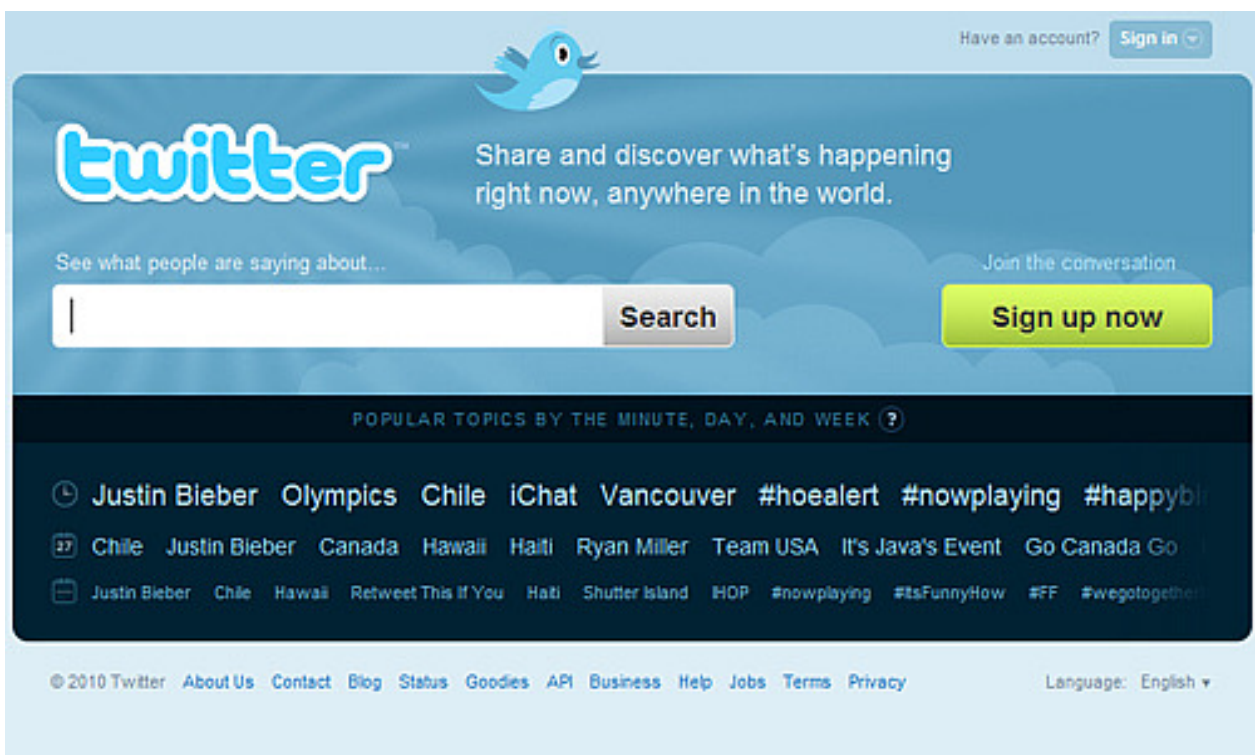 Have an account? Sign in
twitter™
Share and discover what's happening
right now, anywhere in the world.
See what people are saying about...
Join the conversation
Search
Sign up now
POPULAR TOPICS BY THE MINUTE, DAY, AND WEEK ?
Justin Bieber Olympics Chile iChat Vancouver #hoealert #nowplaying
27 Chile Justin Bieber Canada Hawaii Haiti Ryan Miller Team USA It's Java's Event Go Canada Go
Justin Bieber Chile Hawaii Retweet This If You Haiti Shutter Island IHOP #nowplaying #ItsFunnyHow #FF
© 2010 Twitter About Us Contact Blog Status Goodies API Business Help Jobs Terms Privacy Language: English